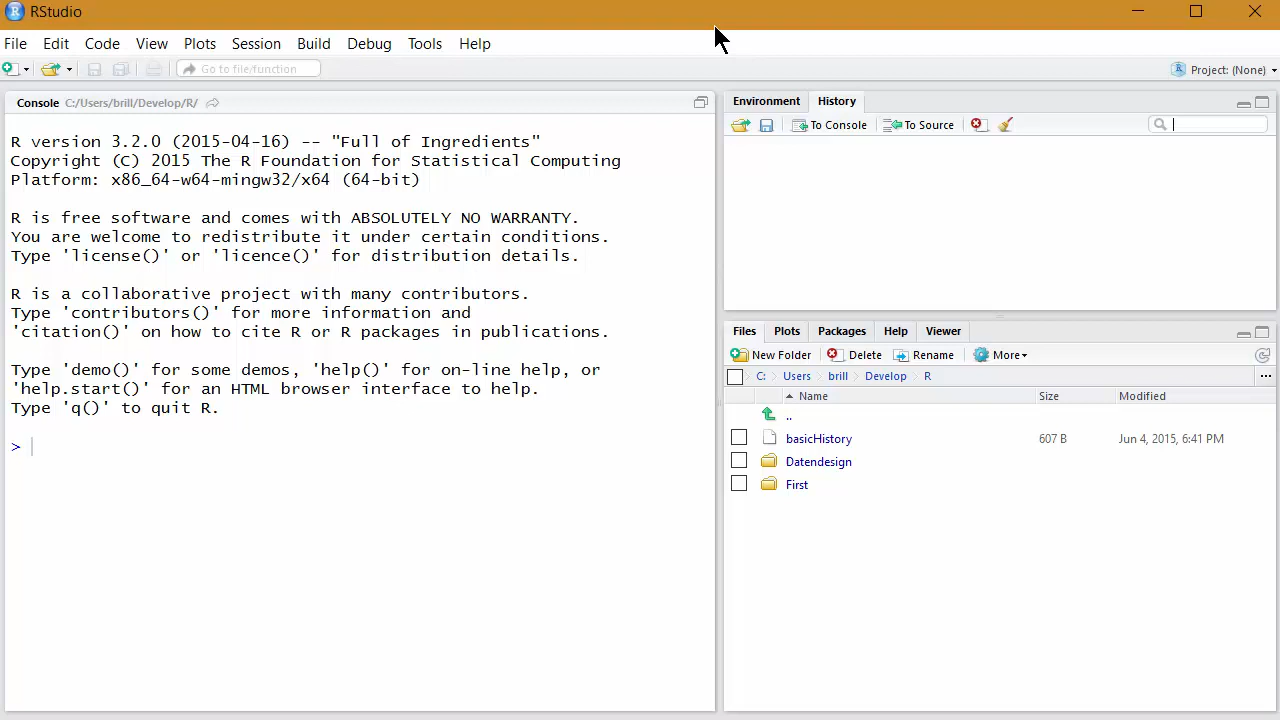 RStudio
File Edit Code View Plots Session Build Debug Tools Help
Go to file/function Project: (None)
Console C:/Users/brill/Develop/R/
R version 3.2.0 (2015-04-16) -- "Full of Ingredients"
Copyright (C) 2015 The R Foundation for Statistical Computing
Platform: x86_64-w64-mingw32/x64 (64-bit)
R is free software and comes with ABSOLUTELY NO WARRANTY.
You are welcome to redistribute it under certain conditions.
Type 'license()' or 'licence()' for distribution details.
R is a collaborative project with many contributors.
Type 'contributors()' for more information and
'citation()' on how to cite R or R packages in publications.
Type 'demo()' for some demos, 'help()' for on-line help, or
'help.start()' for an HTML browser interface to help.
Type 'q()' to quit R.
>
Environment History
To Console To Source
Files Plots Packages Help Viewer
New Folder Delete Rename More
C: Users brill Develop R ...
Name Size Modified
..
basicHistory 607 B Jun 4, 2015, 6:41 PM
Datendesign
First